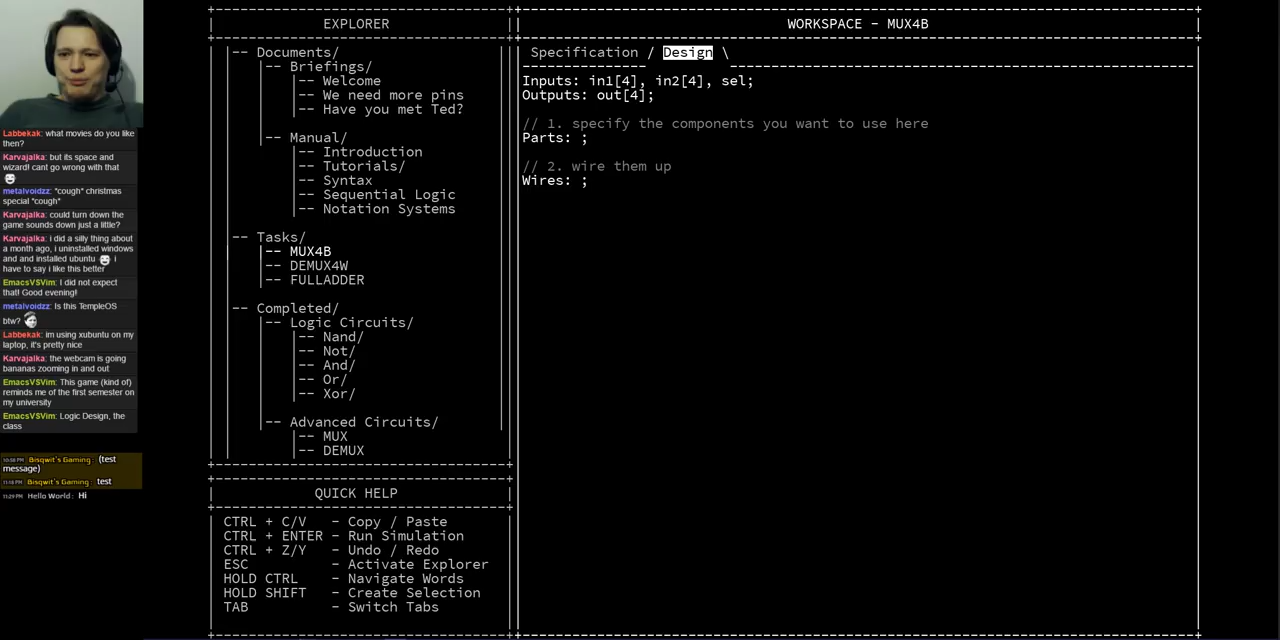 Labbekak: what movies do you like
then?
Karvajalka: but its space and
wizard! cant go wrong with that
metalvoidzz: *cough* christmas
special *cough*
Karvajalka: could turn down the
game sounds down just a little?
Karvajalka: i did a silly thing about
a month ago, i uninstalled windows
and and installed ubuntu i
have to say i like this better
EmacsVSVim: I did not expect
that! Good evening!
metalvoidzz: Is this TempleOS
btw?
Labbekak: im using xubuntu on my
laptop, it's pretty nice
Karvajalka: the webcam is going
bananas zooming in and out
EmacsVSVim: This game (kind of)
reminds me of the first semester on
my university
EmacsVSVim: Logic Design, the
class
10:58 PM Bisqwit's Gaming: (test
message)
11:18 PM Bisqwit's Gaming: test
11:29 PM Hello World: Hi
EXPLORER
|-- Documents/
|-- Briefings/
|-- Welcome
|-- We need more pins
|-- Have you met Ted?
|-- Manual/
|-- Introduction
|-- Tutorials/
|-- Syntax
|-- Sequential Logic
|-- Notation Systems
|-- Tasks/
|-- MUX4B
|-- DEMUX4W
|-- FULLADDER
|-- Completed/
|-- Logic Circuits/
|-- Nand/
|-- Not/
|-- And/
|-- Or/
|-- Xor/
|-- Advanced Circuits/
|-- MUX
|-- DEMUX
QUICK HELP
CTRL + C/V - Copy / Paste
CTRL + ENTER - Run Simulation
CTRL + Z/Y - Undo / Redo
ESC - Activate Explorer
HOLD CTRL - Navigate Words
HOLD SHIFT - Create Selection
TAB - Switch Tabs
WORKSPACE - MUX4B
Specification / Design \
Inputs: in1[4], in2[4], sel;
Outputs: out[4];
// 1. specify the components you want to use here
Parts: ;
// 2. wire them up
Wires: ;